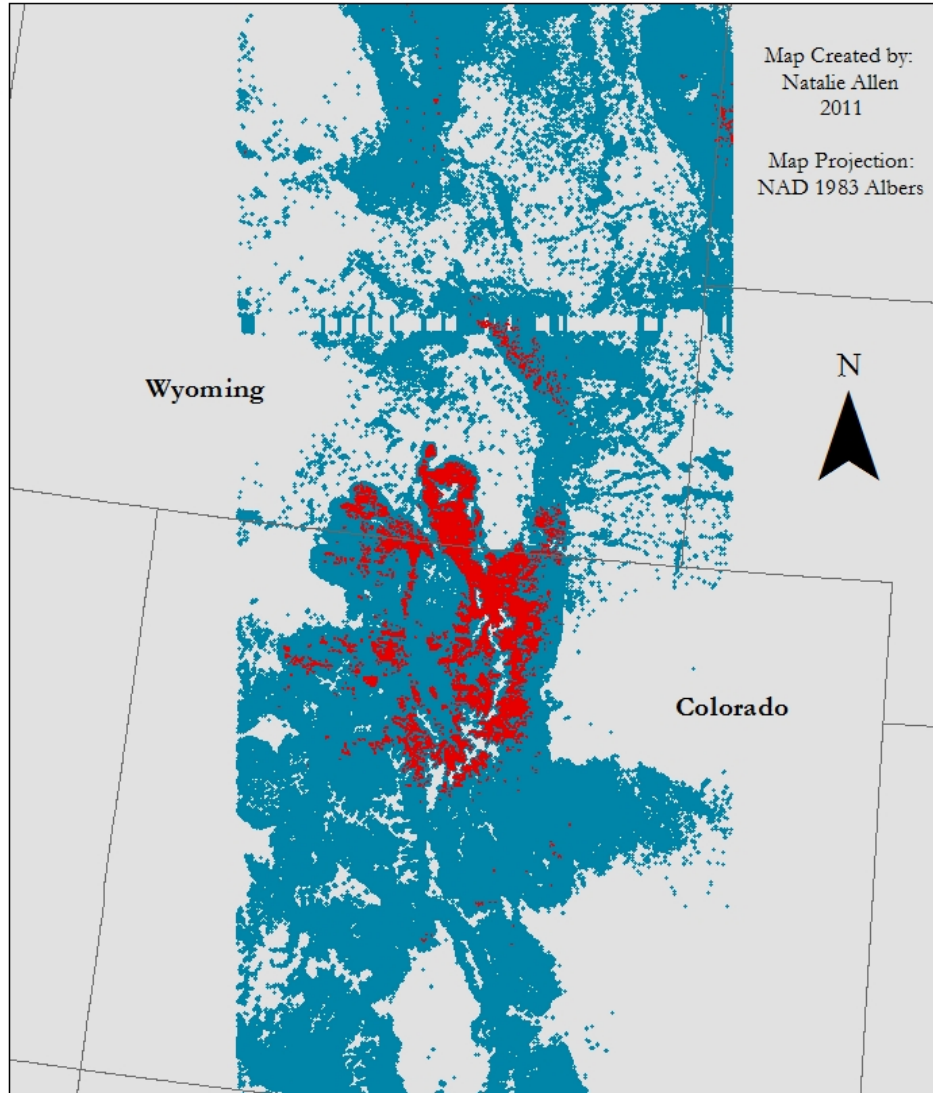 Map Created by:
Natalie Allen
2011
Map Projection:
NAD 1983 Albers
N
Wyoming
Colorado